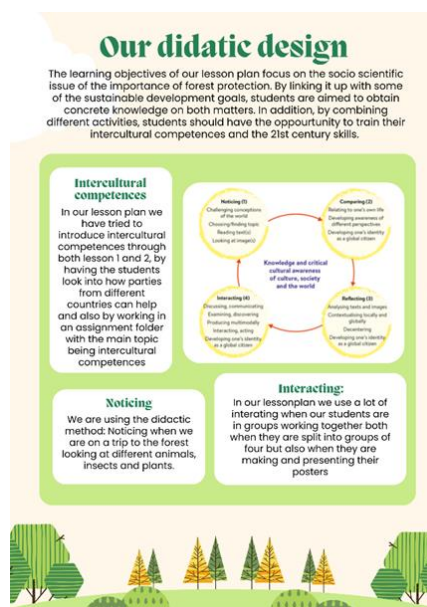 Our didatic design
The learning objectives of our lesson plan focus on the socio scientific
issue of the importance of forest protection. By linking it up with some
of the sustainable development goals, students are aimed to obtain
concrete knowledge on both matters. In addition, by combining
different activities, students should have the oppourtunity to train their
intercultural competences and the 21st century skills.
Intercultural
competences
In our lesson plan we
have tried to
introduce intercultural
competences through
both lesson 1 and 2, by
having the students
look into how parties
from different
countries can help
and also by working in
an assignment folder
with the main topic
being intercultural
competences
Noticing (1)
Challenging conceptions
of the world
Choosing/finding topic
Reading text(s)
Looking at image(s)
Comparing (2)
Relating to one's own life
Developing awareness of
different perspectives
Developing one's identity
as a global citizen
Knowledge and critical
cultural awareness
of culture, society
and the world
Interacting (4)
Discussing, communicating
Examining, discovering
Producing multimodally
Interacting, acting
Developing one's identity
as a global citizen
Reflecting (3)
Analysing texts and images
Contextualising locally and
globally
Decentering
Developing one's identity
as a global citizen
Noticing
We are using the didactic
method: Noticing when we
are on a trip to the forest
looking at different animals,
insects and plants.
Interacting:
In our lessonplan we use a lot of
interating when our students are
in groups working together both
when they are split into groups of
four but also when they are
making and presenting their
posters